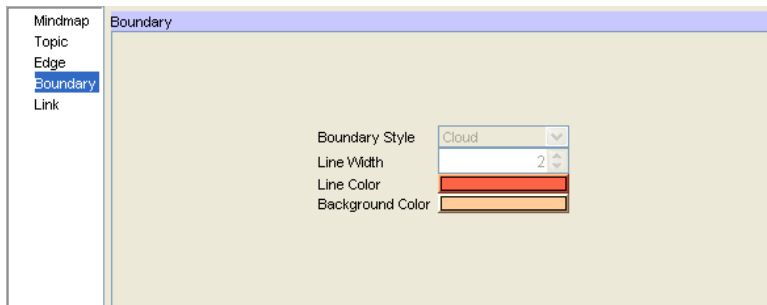 Mindmap
Topic
Edge
Boundary
Link
Boundary
Boundary Style Cloud
Line Width 2
Line Color
Background Color